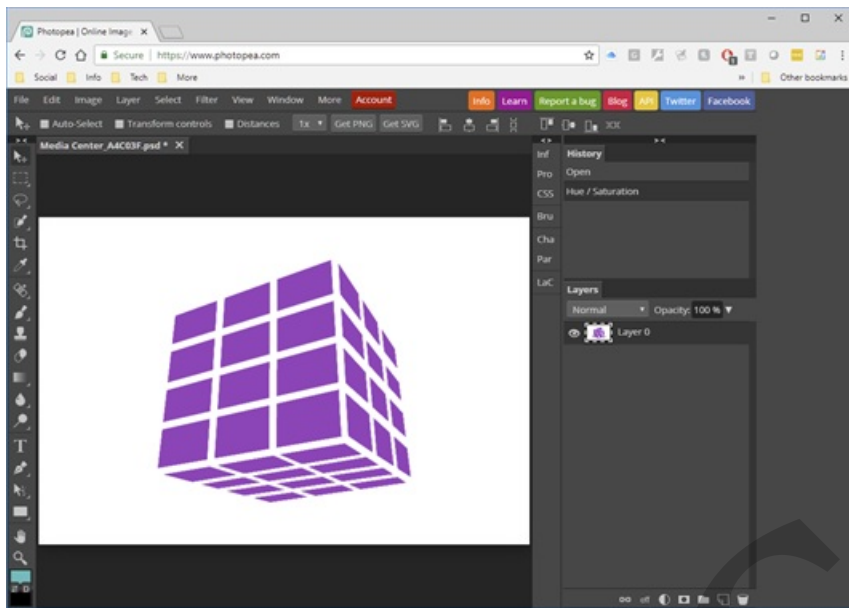 Photopea | Online Image
Secure | https://www.photopea.com
Social Info Tech More Other bookmarks
File Edit Image Layer Select Filter View Window More Account Info Learn Report a bug Blog API Twitter Facebook
Auto-Select Transform controls Distances 1x Get PNG Get SVG
Media Center_A4C03F.psd *
Inf
Pro
CSS
Bru
Cha
Par
LaC
History
Open
Hue / Saturation
Layers
Normal Opacity: 100 %
Layer 0